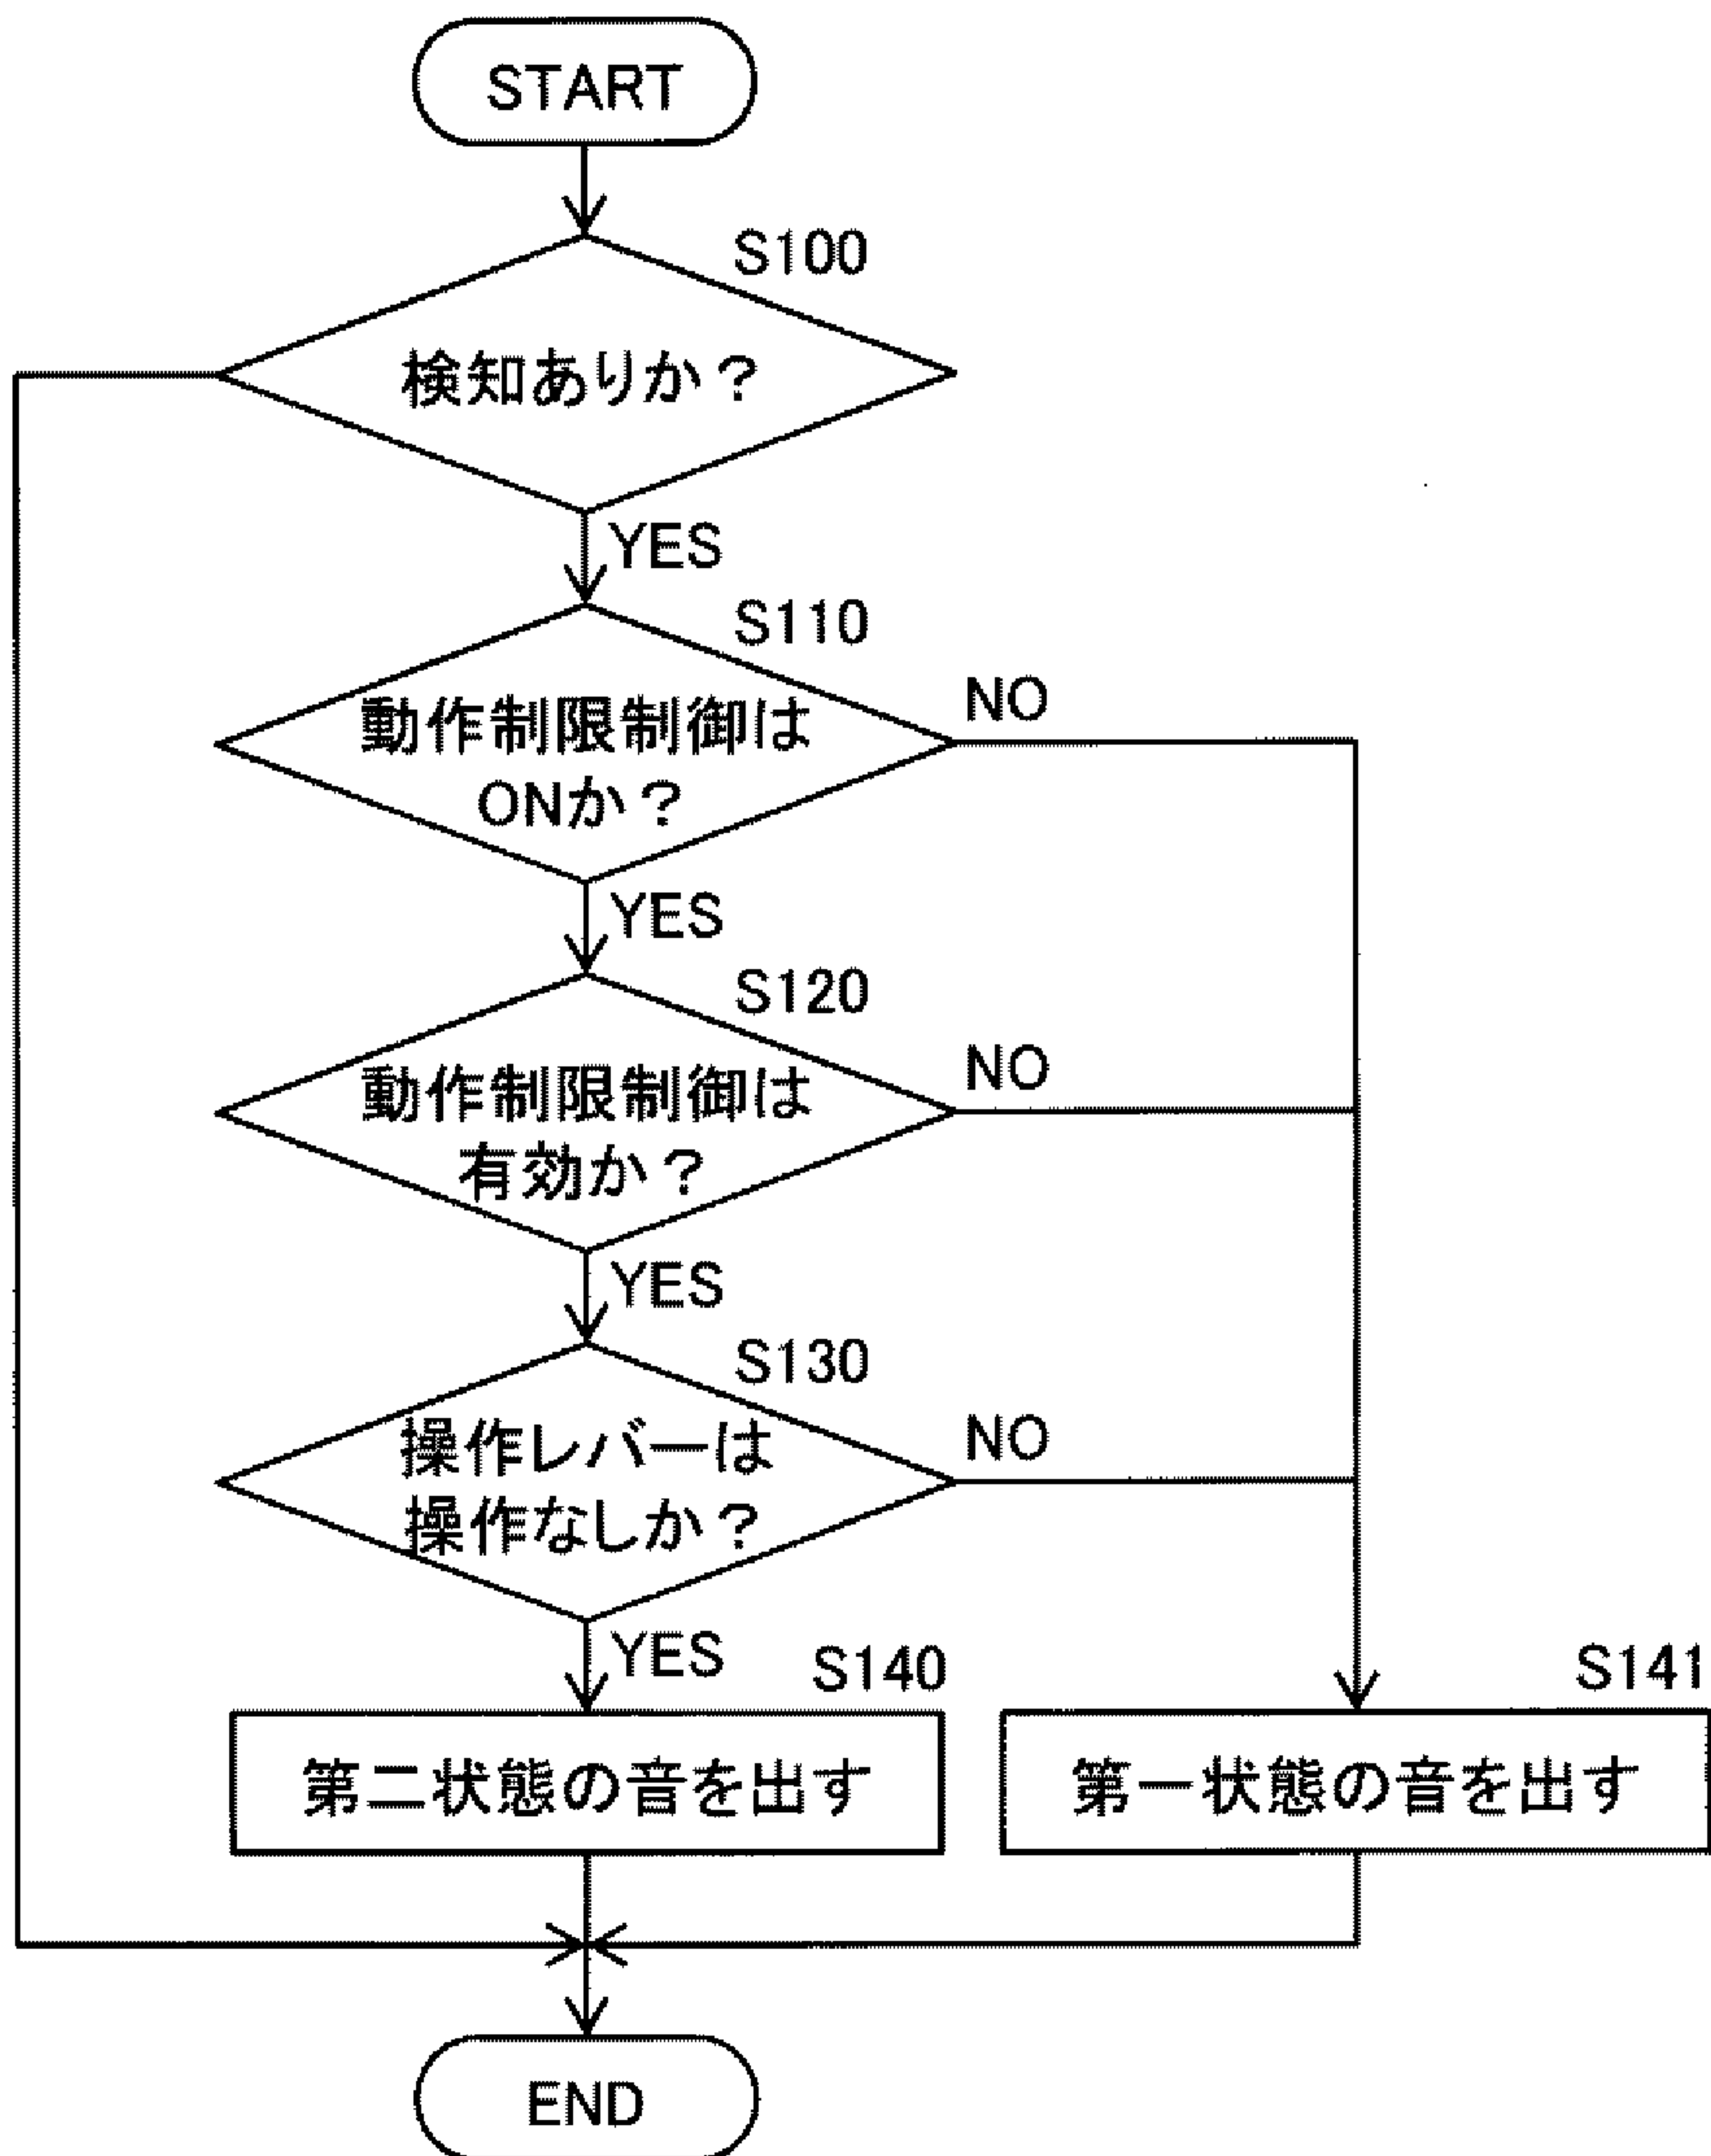 START
S100
検知ありか？
YES
S110
動作制限制御は
ONか？
NO
YES
S120
動作制限制御は
有効か？
NO
YES
S130
操作レバーは
操作なしか？
NO
YES
S140
第二状態の音を出す
S141
第一状態の音を出す
END